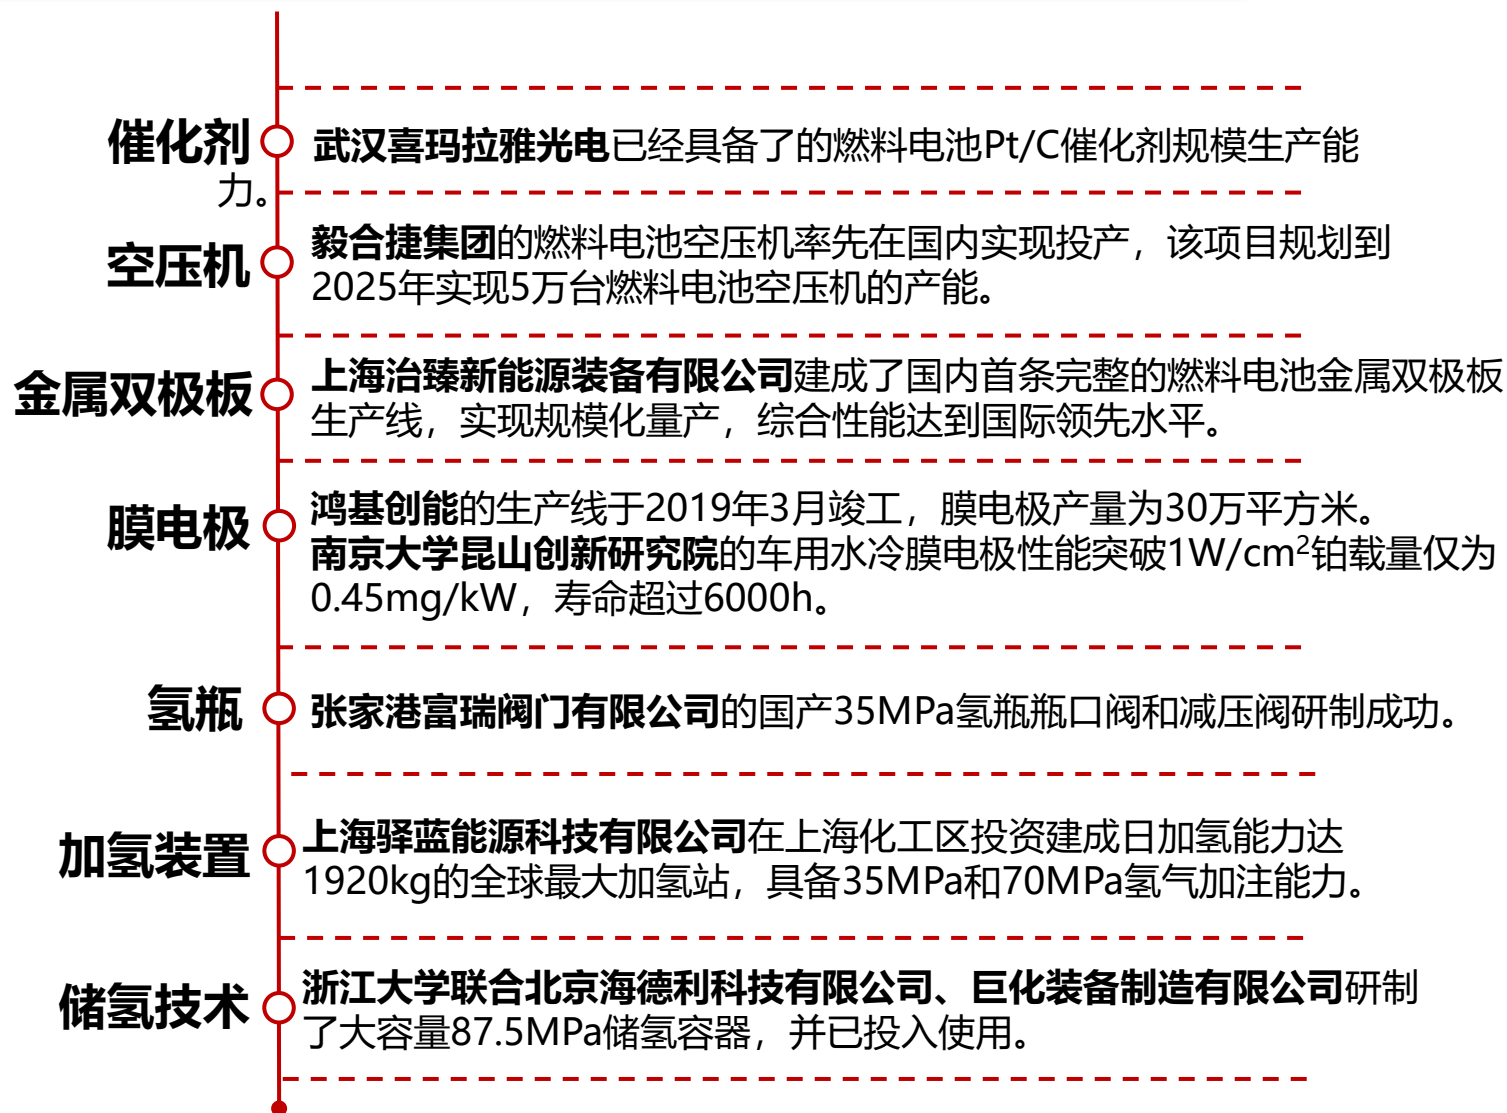 催化剂
武汉喜玛拉雅光电已经具备了的燃料电池Pt/C催化剂规模生产能
力。
空压机
毅合捷集团的燃料电池空压机率先在国内实现投产，该项目规划到
2025年实现5万台燃料电池空压机的产能。
金属双极板
上海治臻新能源装备有限公司建成了国内首条完整的燃料电池金属双极板
生产线，实现规模化量产，综合性能达到国际领先水平。
膜电极
鸿基创能的生产线于2019年3月竣工，膜电极产量为30万平方米。
南京大学昆山创新研究院的车用水冷膜电极性能突破1W/cm²铂载量仅为
0.45mg/kW，寿命超过6000h。
氢瓶
张家港富瑞阀门有限公司的国产35MPa氢瓶瓶口阀和减压阀研制成功。
加氢装置
上海驿蓝能源科技有限公司在上海化工区投资建成日加氢能力达
1920kg的全球最大加氢站，具备35MPa和70MPa氢气加注能力。
储氢技术
浙江大学联合北京海德利科技有限公司、巨化装备制造有限公司研制
了大容量87.5MPa储氢容器，并已投入使用。